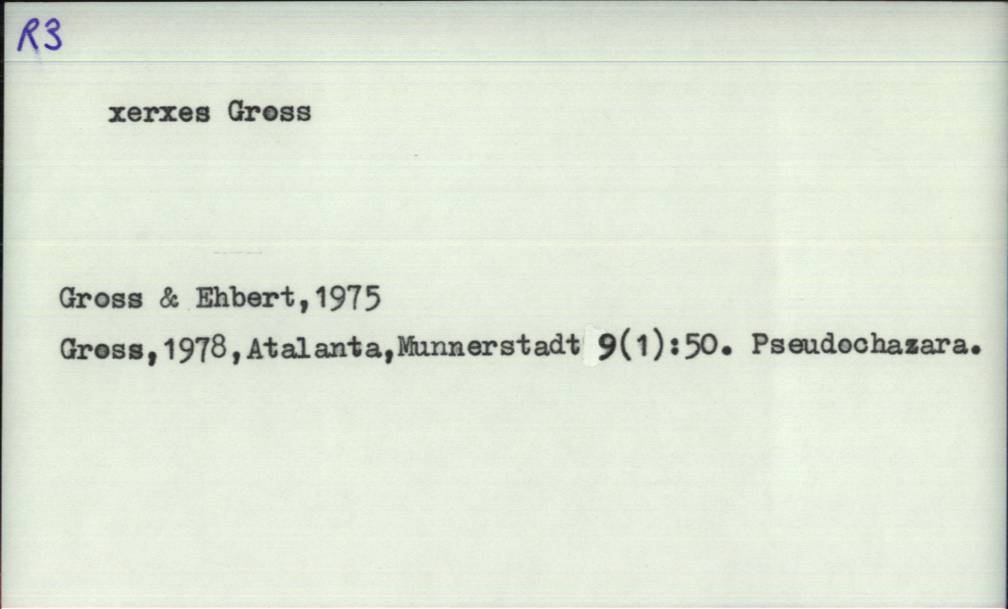 R3
xerxes Gross
Gross & Ehbert,1975
Gross,1978,Atalanta,Munnerstadt 9(1):50. Pseudochazara.